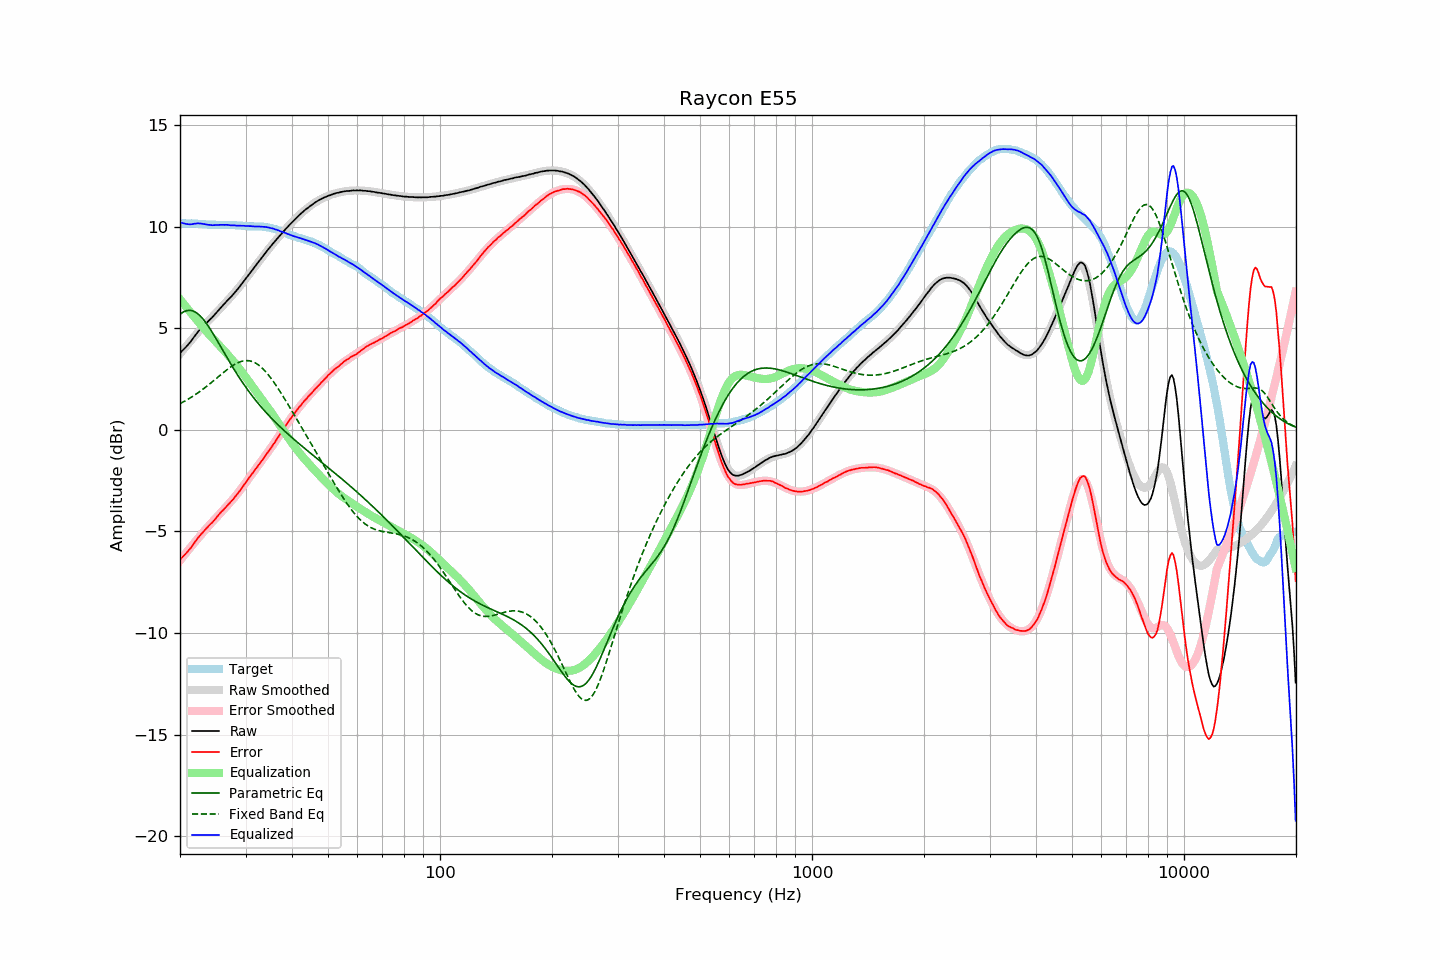 Raycon E55
15
10
5
0
−5
−10
−15
−20
Amplitude (dBr)
100
1000
10000
Frequency (Hz)
Target
Raw Smoothed
Error Smoothed
Raw
Error
Equalization
Parametric Eq
Fixed Band Eq
Equalized